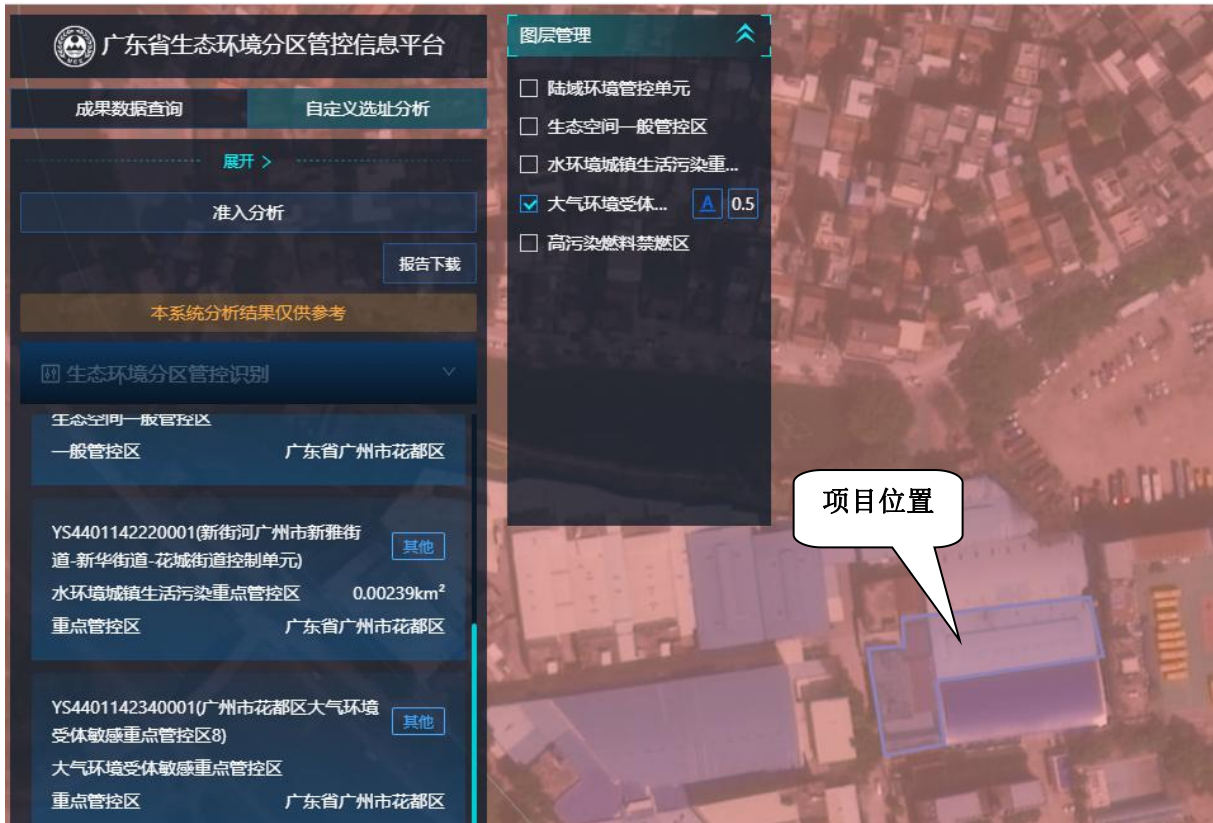 广东省生态环境分区管控信息平台
成果数据查询
自定义选址分析
展开 >
准入分析
报告下载
本系统分析结果仅供参考
生态环境分区管控识别
生态空间一般管控区
一般管控区 广东省广州市花都区
YS4401142220001(新街河广州市新雅街
道-新华街道-花城街道控制单元)
其他
水环境城镇生活污染重点管控区 0.00239km²
重点管控区 广东省广州市花都区
YS4401142340001(广州市花都区大气环境
受体敏感重点管控区8)
其他
大气环境受体敏感重点管控区
重点管控区 广东省广州市花都区
图层管理
陆域环境管控单元
生态空间一般管控区
水环境城镇生活污染重...
大气环境受体... A 0.5
高污染燃料禁燃区
项目位置